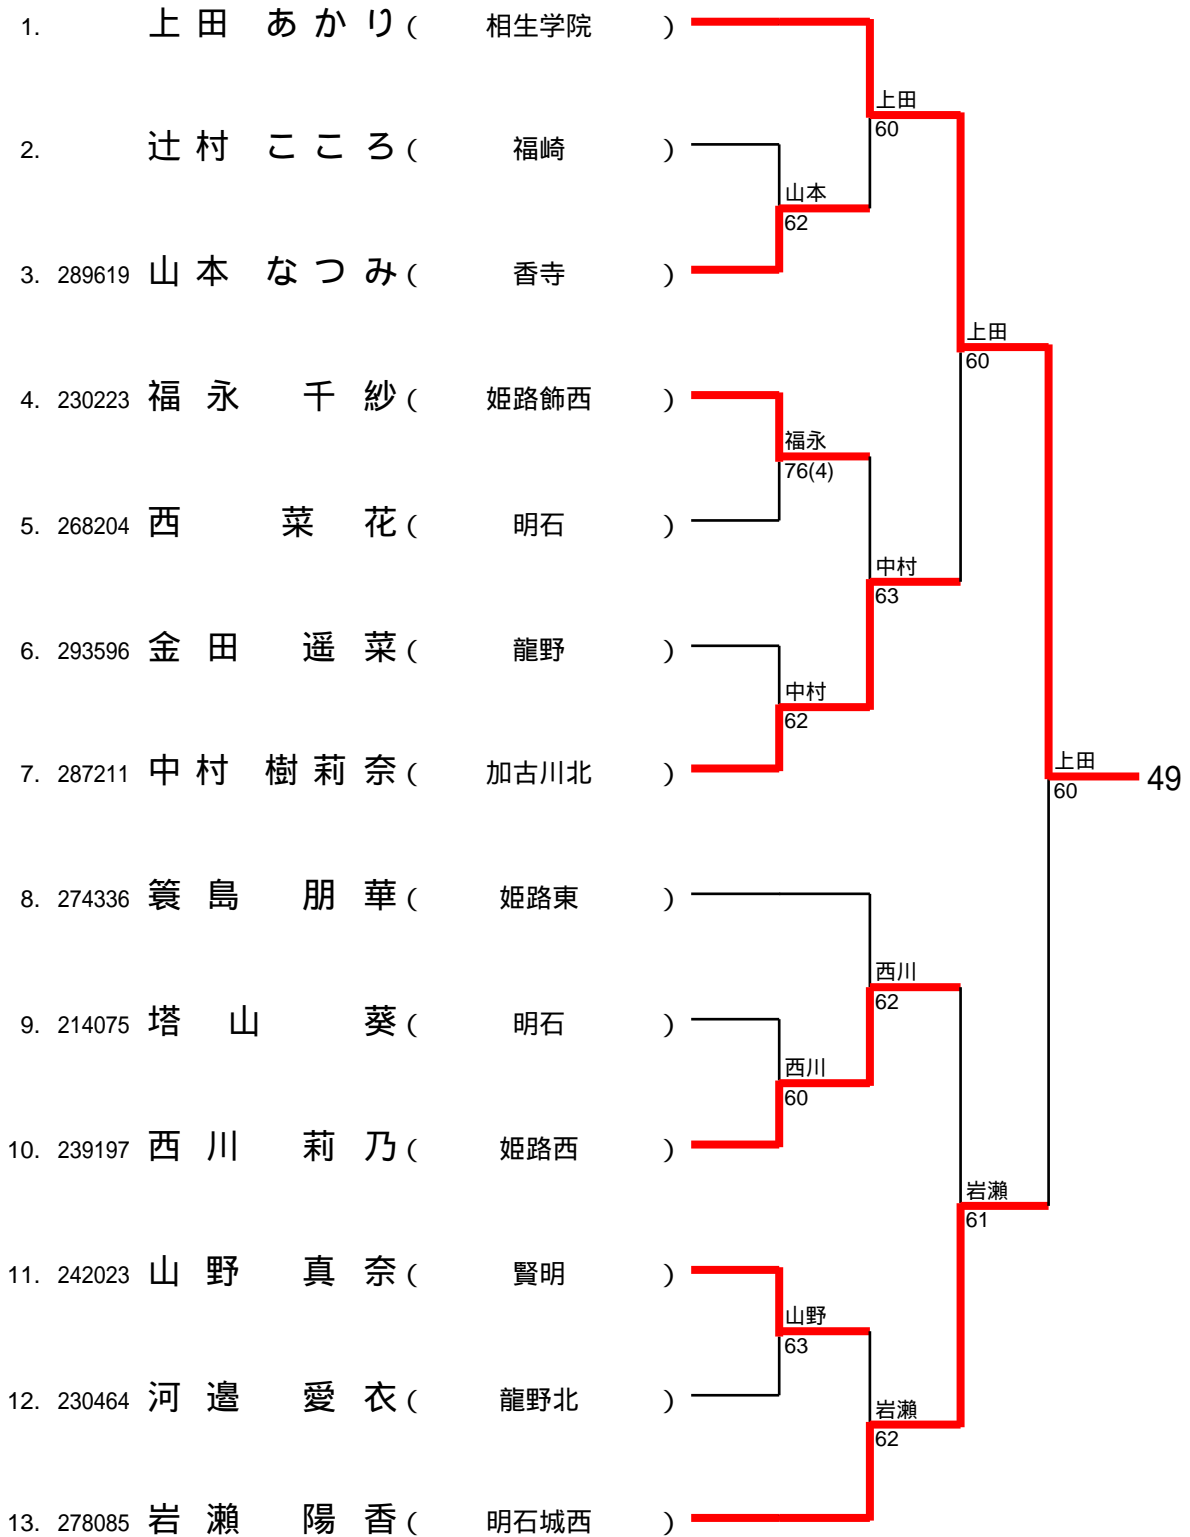 1. 上田 あかり ( 相生学院 )
上田
60
2. 辻村 こころ ( 福崎 )
山本
62
3. 289619 山本 なつみ ( 香寺 )
上田
60
4. 230223 福永 千紗 ( 姫路飾西 )
福永
76(4)
5. 268204 西 菜花 ( 明石 )
中村
63
6. 293596 金田 遥菜 ( 龍野 )
中村
62
7. 287211 中村 樹莉奈 ( 加古川北 )
上田
60
49
8. 274336 簑島 朋華 ( 姫路東 )
西川
62
9. 214075 塔山 葵 ( 明石 )
西川
60
10. 239197 西川 莉乃 ( 姫路西 )
岩瀨
61
11. 242023 山野 真奈 ( 賢明 )
山野
63
12. 230464 河邉 愛衣 ( 龍野北 )
岩瀨
62
13. 278085 岩瀨 陽香 ( 明石城西 )